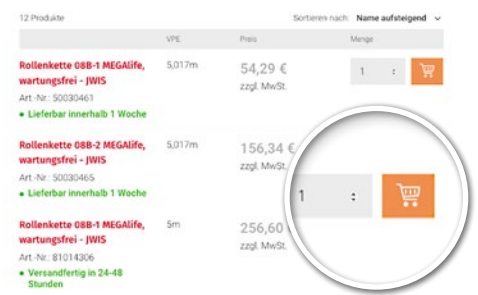 12 Produkte Sortieren nach: Name aufsteigend
VPE Preis Menge
Rollenkette 08B-1 MEGAlife, 5,017m 54,29 € 1
wartungsfrei - JWIS zzgl. MwSt.
Art.-Nr.: 50030461
Lieferbar innerhalb 1 Woche
Rollenkette 08B-2 MEGAlife, 5,017m 156,34 €
wartungsfrei - JWIS zzgl. MwSt.
Art.-Nr.: 50030465
Lieferbar innerhalb 1 Woche
1
Rollenkette 08B-1 MEGAlife, 5m 256,60
wartungsfrei - JWIS zzgl. MwSt.
Art.-Nr.: 81014306
Versandfertig in 24-48
Stunden